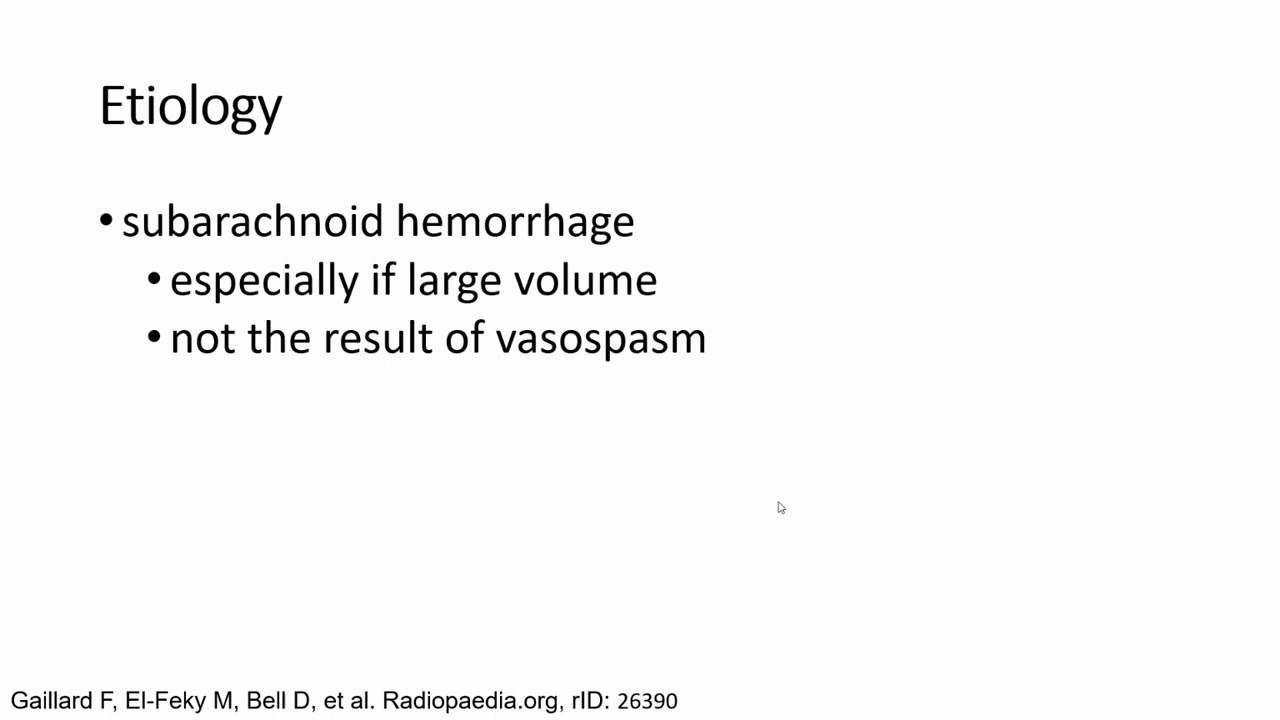 Etiology
• subarachnoid hemorrhage
• especially if large volume
• not the result of vasospasm
Gaillard F, El-Feky M, Bell D, et al. Radiopaedia.org, rID: 26390